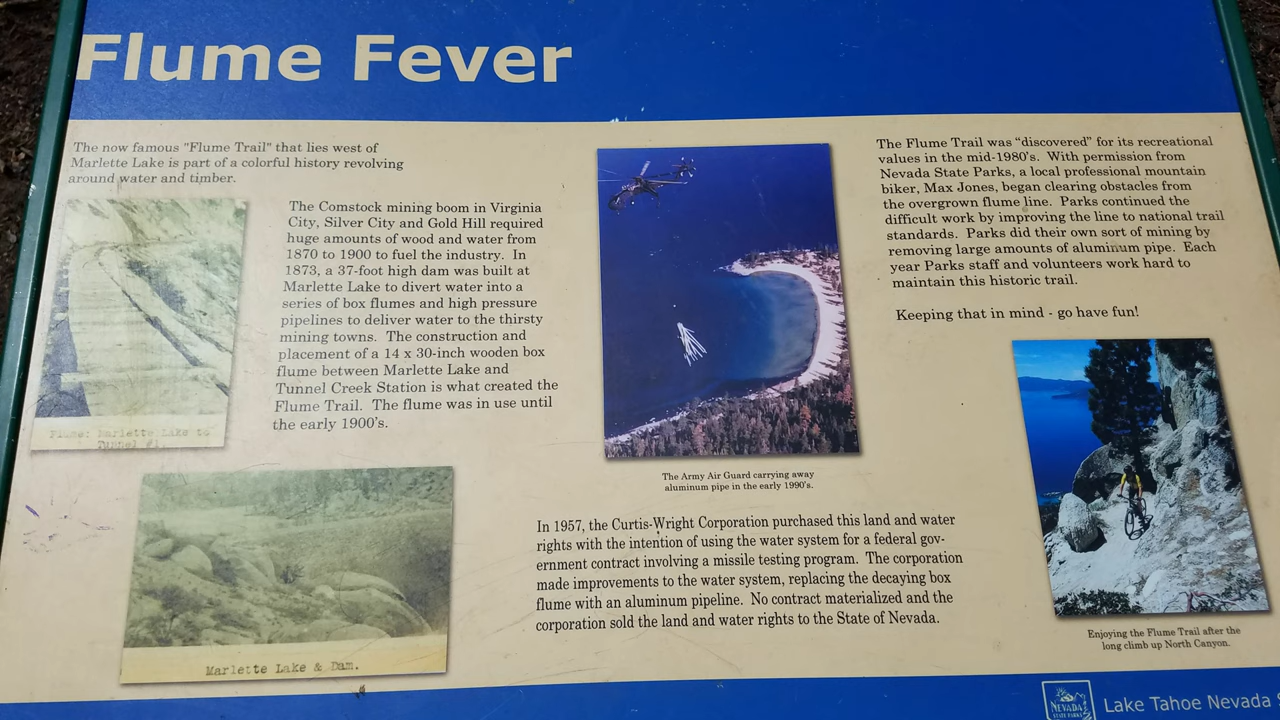 Flume Fever
The now famous "Flume Trail" that lies west of
Marlette Lake is part of a colorful history revolving
around water and timber.
The Comstock mining boom in Virginia
City, Silver City and Gold Hill required
huge amounts of wood and water from
1870 to 1900 to fuel the industry. In
1873, a 37-foot high dam was built at
Marlette Lake to divert water into a
series of box flumes and high pressure
pipelines to deliver water to the thirsty
mining towns. The construction and
placement of a 14 x 30-inch wooden box
flume between Marlette Lake and
Tunnel Creek Station is what created the
Flume Trail. The flume was in use until
the early 1900's.
Flume: Marlette Lake to
Tunnel #1.
Marlette Lake & Dam.
The Army Air Guard carrying away
aluminum pipe in the early 1990's.
In 1957, the Curtis-Wright Corporation purchased this land and water
rights with the intention of using the water system for a federal gov-
ernment contract involving a missile testing program. The corporation
made improvements to the water system, replacing the decaying box
flume with an aluminum pipeline. No contract materialized and the
corporation sold the land and water rights to the State of Nevada.
The Flume Trail was “discovered” for its recreational
values in the mid-1980's. With permission from
Nevada State Parks, a local professional mountain
biker, Max Jones, began clearing obstacles from
the overgrown flume line. Parks continued the
difficult work by improving the line to national trail
standards. Parks did their own sort of mining by
removing large amounts of aluminum pipe. Each
year Parks staff and volunteers work hard to
maintain this historic trail.
Keeping that in mind - go have fun!
Enjoying the Flume Trail after the
long climb up North Canyon.
NEVADA
STATE PARKS
Lake Tahoe Nevada